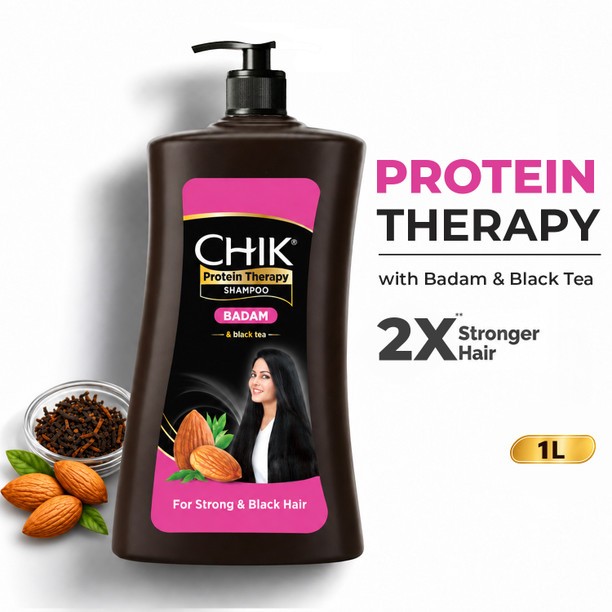 CHIK®
Protein Therapy
SHAMPOO
BADAM
& black tea
For Strong & Black Hair
PROTEIN
THERAPY
with Badam & Black Tea
2X**
Stronger
Hair
1L